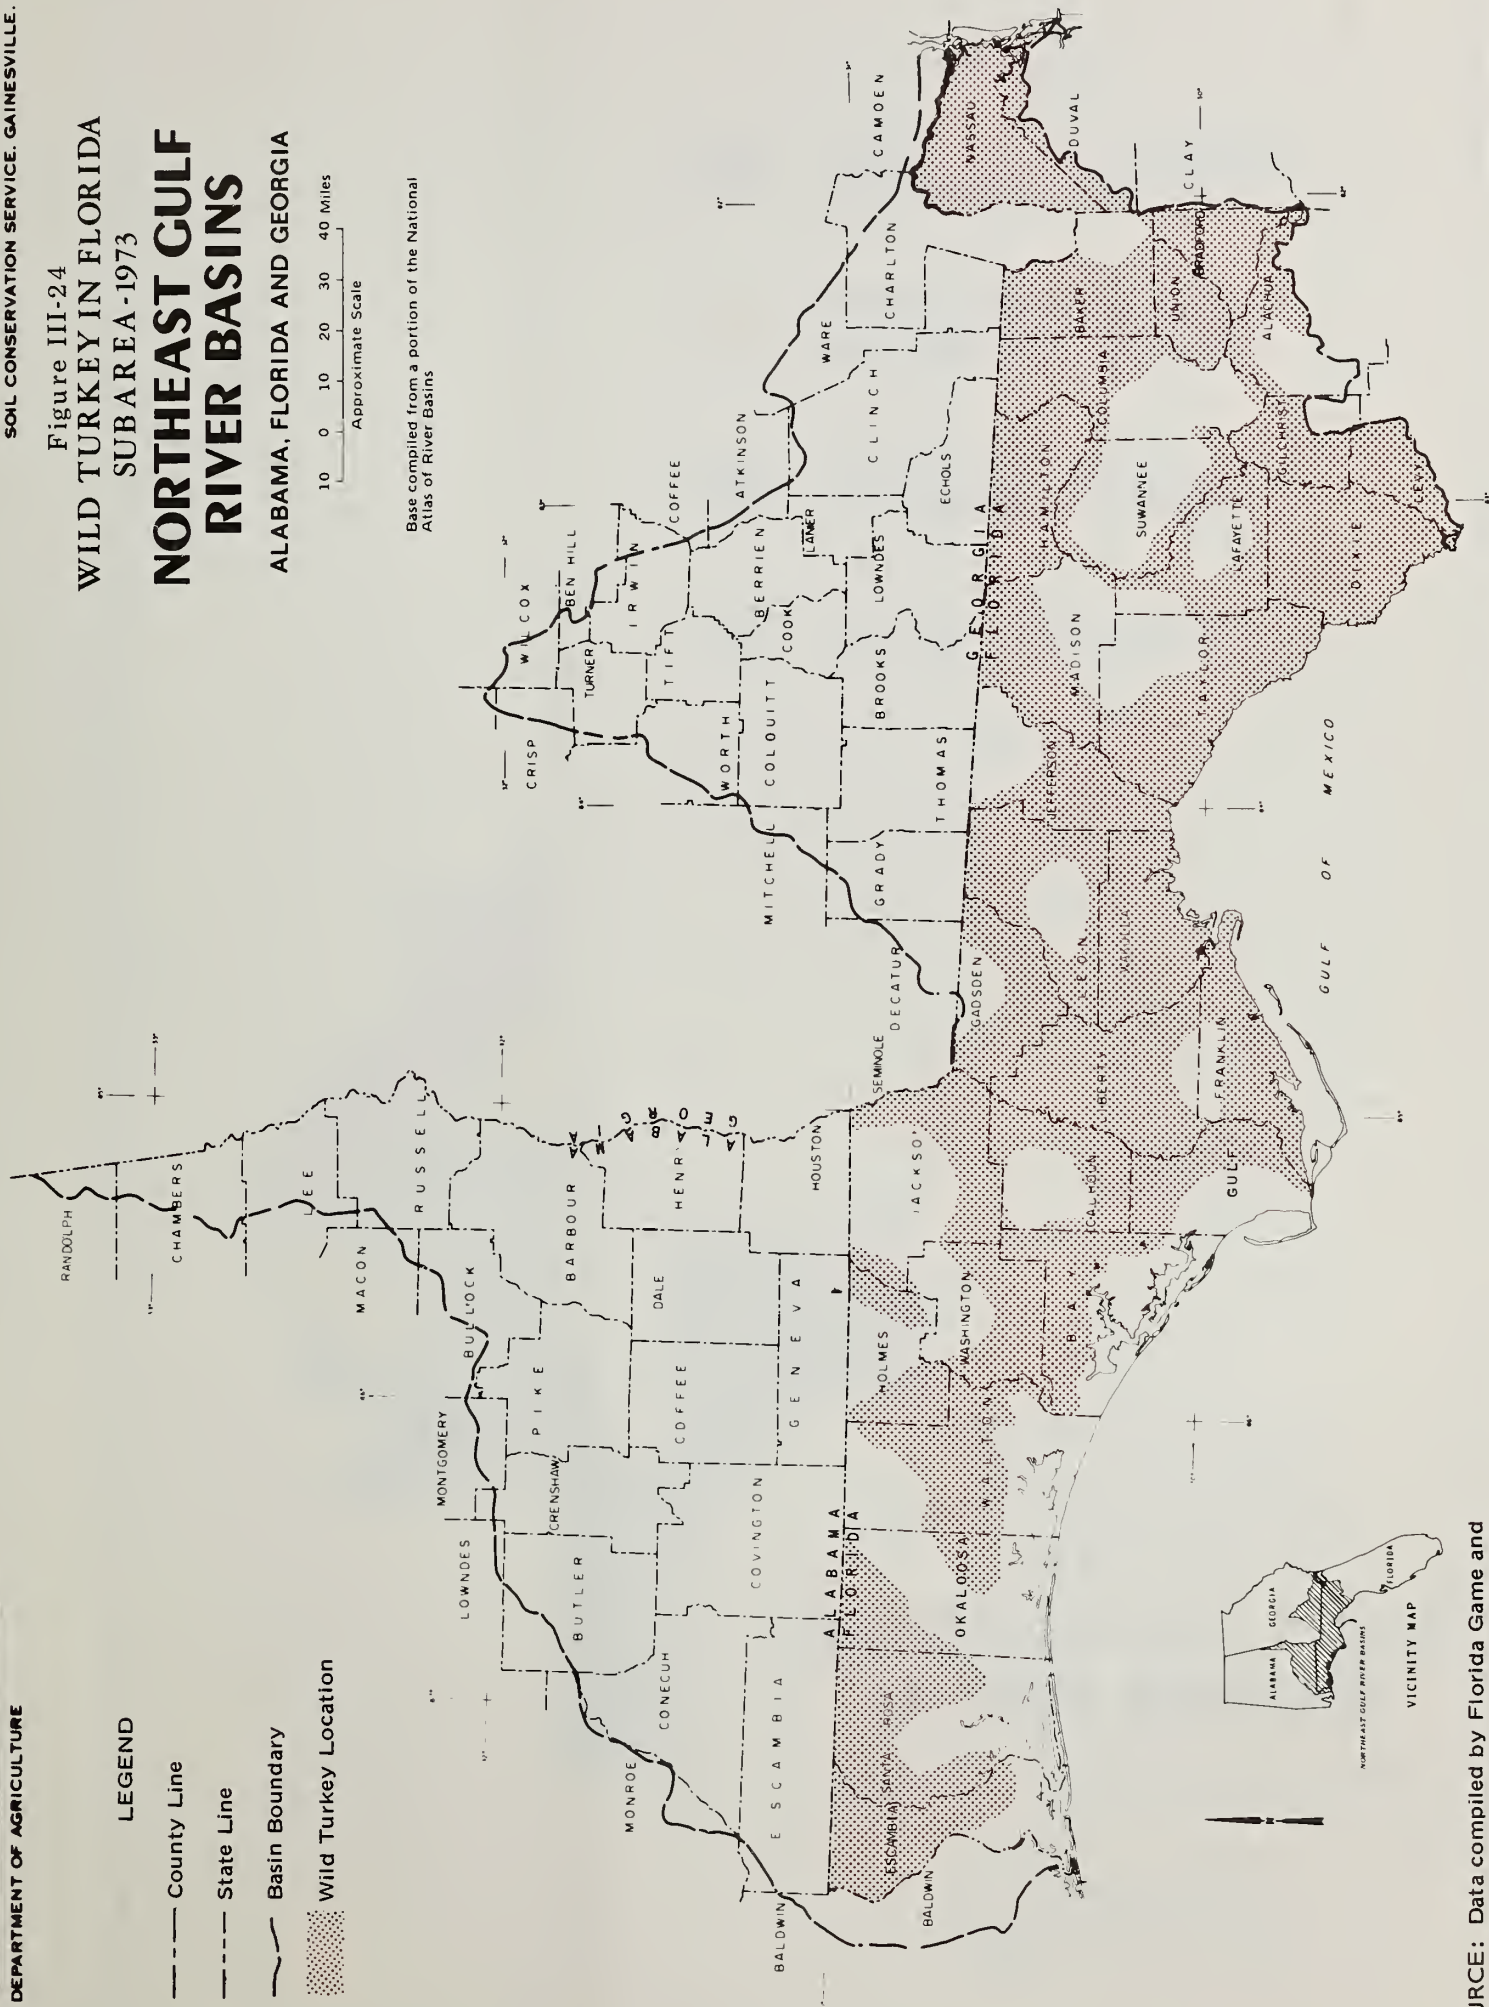 DEPARTMENT OF AGRICULTURE
SOIL CONSERVATION SERVICE. GAINESVILLE.
Figure III-24
WILD TURKEY IN FLORIDA
SUBAREA-1973
NORTHEAST GULF
RIVER BASINS
ALABAMA, FLORIDA AND GEORGIA
10 0 10 20 30 40 Miles
Approximate Scale
Base compiled from a portion of the National
Atlas of River Basins
LEGEND
County Line
State Line
Basin Boundary
Wild Turkey Location
RANDOLPH
CHAMBERS
LEE
MACON
RUSSELL
MONTGOMERY
BULLOCK
LOWNDES
PIKE
BARBOUR
CRENSHAW
BUTLER
DALE
HENRY
MONROE
CONECUH
COFFEE
COVINGTON
GENEVA
HOUSTON
ESCAMBIA
BALDWIN
BALDWIN
ALABAMA
GEORGIA
ALABAMA
FLORIDA
WILCOX
CRISP
BEN HILL
TURNER
IRWIN
COFFEE
TIFT
WORTH
ATKINSON
BERRIEN
COOK
COLQUITT
MITCHELL
LANIER
WARE
CLINCH
CHARLTON
CAMDEN
LOWNDES
BROOKS
THOMAS
GRADY
DECATUR
SEMINOLE
ECHOLS
GEORGIA
FLORIDA
ESCAMBIA
SANTA ROSA
OKALOOSA
WALTON
HOLMES
WASHINGTON
BAY
JACKSON
CALHOUN
GULF
GADSDEN
LIBERTY
FRANKLIN
LEON
WAKULLA
JEFFERSON
MADISON
TAYLOR
HAMILTON
SUWANNEE
LAFAYETTE
DIXIE
COLUMBIA
GILCHRIST
LEVY
BAKER
UNION
BRADFORD
ALACHUA
NASSAU
DUVAL
CLAY
GULF OF MEXICO
N
ALABAMA
GEORGIA
FLORIDA
NORTHEAST GULF RIVER BASINS
VICINITY MAP
Data compiled by Florida Game and